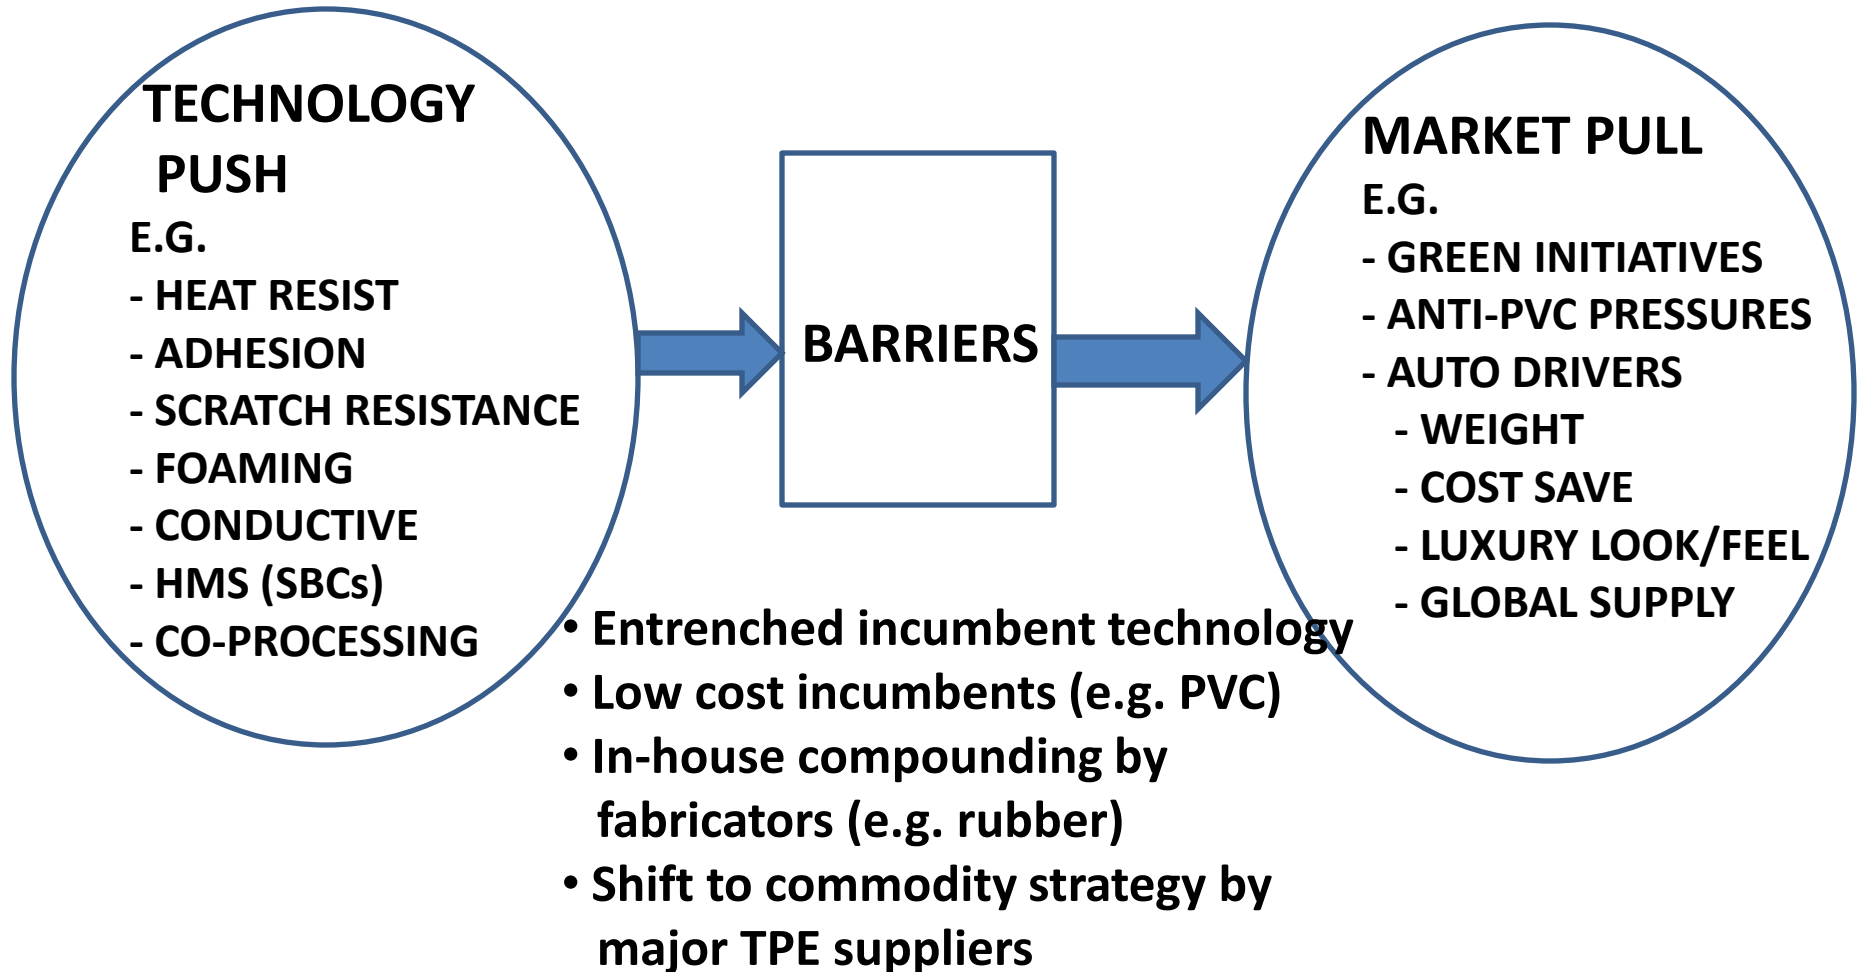 TECHNOLOGY
PUSH
E.G.
- HEAT RESIST
- ADHESION
- SCRATCH RESISTANCE
- FOAMING
- CONDUCTIVE
- HMS (SBCs)
- CO-PROCESSING
BARRIERS
• Entrenched incumbent technology
• Low cost incumbents (e.g. PVC)
• In-house compounding by
fabricators (e.g. rubber)
• Shift to commodity strategy by
major TPE suppliers
MARKET PULL
E.G.
- GREEN INITIATIVES
- ANTI-PVC PRESSURES
- AUTO DRIVERS
- WEIGHT
- COST SAVE
- LUXURY LOOK/FEEL
- GLOBAL SUPPLY